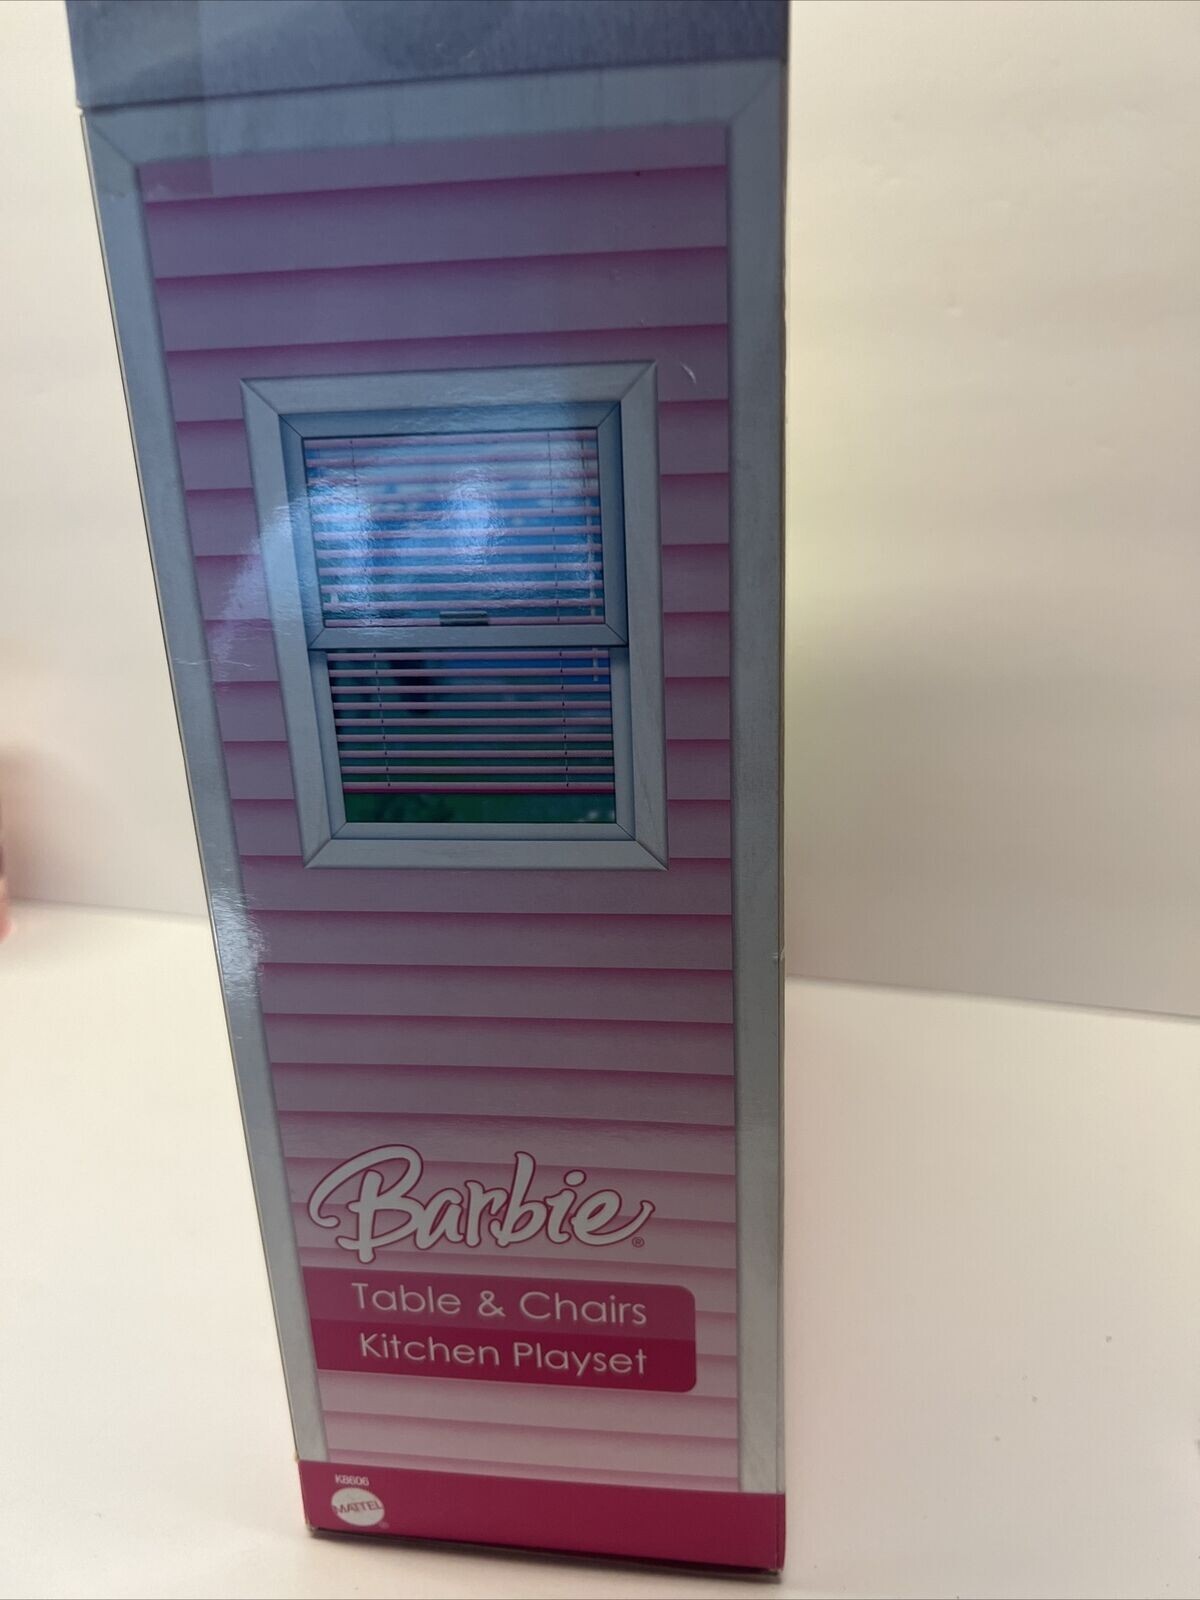 Barbie®
Table & Chairs
Kitchen Playset
K8606
MATTEL®